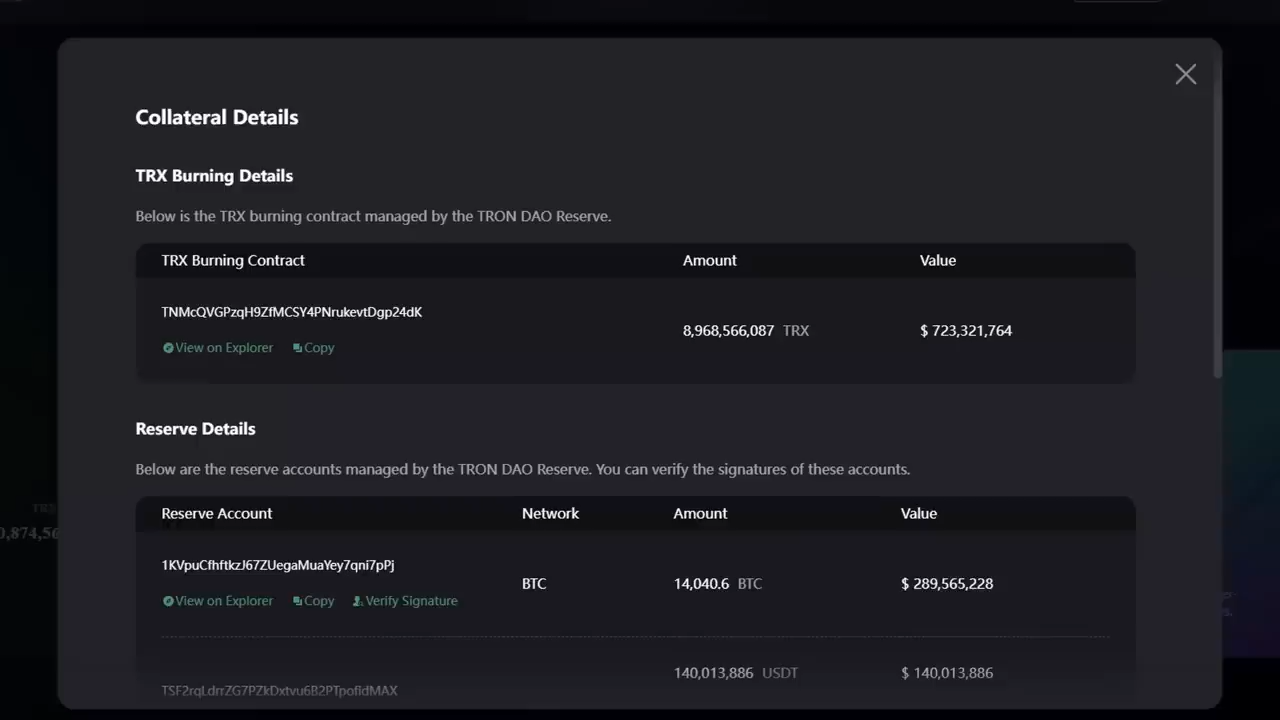 Collateral Details
TRX Burning Details
Below is the TRX burning contract managed by the TRON DAO Reserve.
TRX Burning Contract Amount Value
TNMcQVGPzqH9ZfMCSY4PNrukevtDgp24dK
8,968,566,087 TRX $ 723,321,764
View on Explorer Copy
Reserve Details
Below are the reserve accounts managed by the TRON DAO Reserve. You can verify the signatures of these accounts.
Reserve Account Network Amount Value
1KVpuCfhftkzJ67ZUegaMuaYey7qni7pPj
BTC 14,040.6 BTC $ 289,565,228
View on Explorer Copy Verify Signature
140,013,886 USDT $ 140,013,886
TSF2rqLdrrZG7PZkDxtvu6B2PTpofidMAX